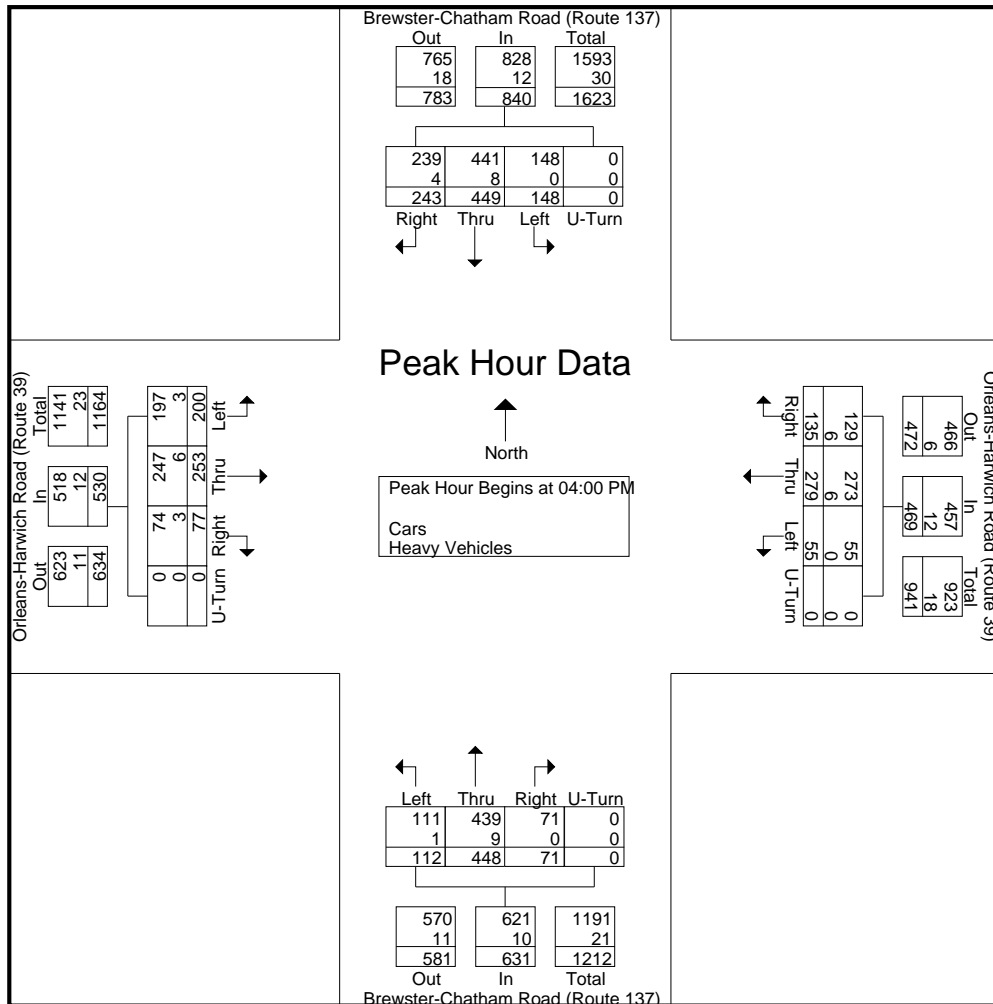 Brewster-Chatham Road (Route 137)
Out In Total
765 828 1593
18 12 30
783 840 1623
239 441 148 0
4 8 0 0
243 449 148 0
Right Thru Left U-Turn
Peak Hour Data
North
Peak Hour Begins at 04:00 PM
Cars
Heavy Vehicles
Orleans-Harwich Road (Route 39)
Total In Out
1141 518 623
23 12 11
1164 530 634
197 247 74 0
3 6 3 0
200 253 77 0
Left Thru Right U-Turn
Orleans-Harwich Road (Route 39)
Out In Total
466 457 923
6 12 18
472 469 941
129 273 55 0
6 6 0 0
135 279 55 0
Right Thru Left U-Turn
Left Thru Right U-Turn
111 439 71 0
1 9 0 0
112 448 71 0
570 621 1191
11 10 21
581 631 1212
Out In Total
Brewster-Chatham Road (Route 137)